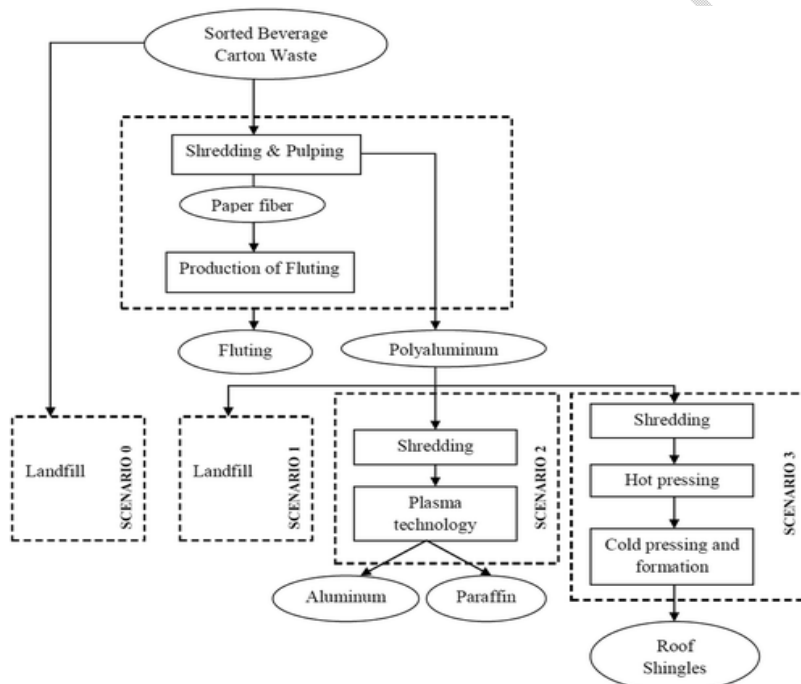 Sorted Beverage
Carton Waste
Shredding & Pulping
Paper fiber
Production of Fluting
Fluting
Polyaluminum
Landfill
SCENARIO 0
Landfill
SCENARIO 1
Shredding
Plasma
technology
SCENARIO 2
Shredding
Hot pressing
Cold pressing and
formation
SCENARIO 3
Aluminum
Paraffin
Roof
Shingles